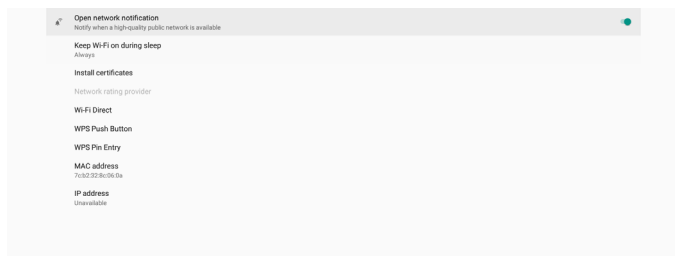 Open network notification
Notify when a high-quality public network is available
Keep Wi-Fi on during sleep
Always
Install certificates
Network rating provider
Wi-Fi Direct
WPS Push Button
WPS Pin Entry
MAC address
7c:b2:32:8c:06:0a
IP address
Unavailable